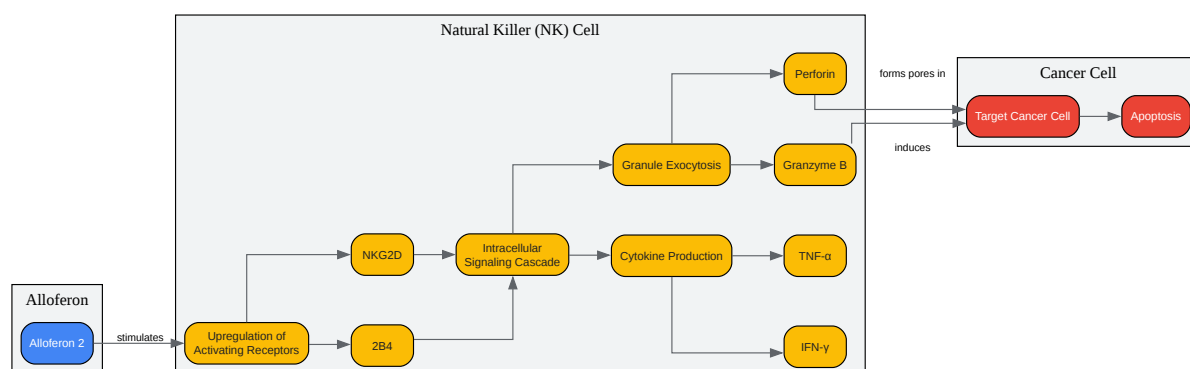 Natural Killer (NK) Cell
Perforin
forms pores in
Cancer Cell
Target Cancer Cell
Apoptosis
Granule Exocytosis
Granzyme B
induces
NKG2D
Intracellular
Signaling Cascade
Cytokine Production
TNF-α
Alloferon
Alloferon 2
stimulates
Upregulation of
Activating Receptors
2B4
IFN-γ